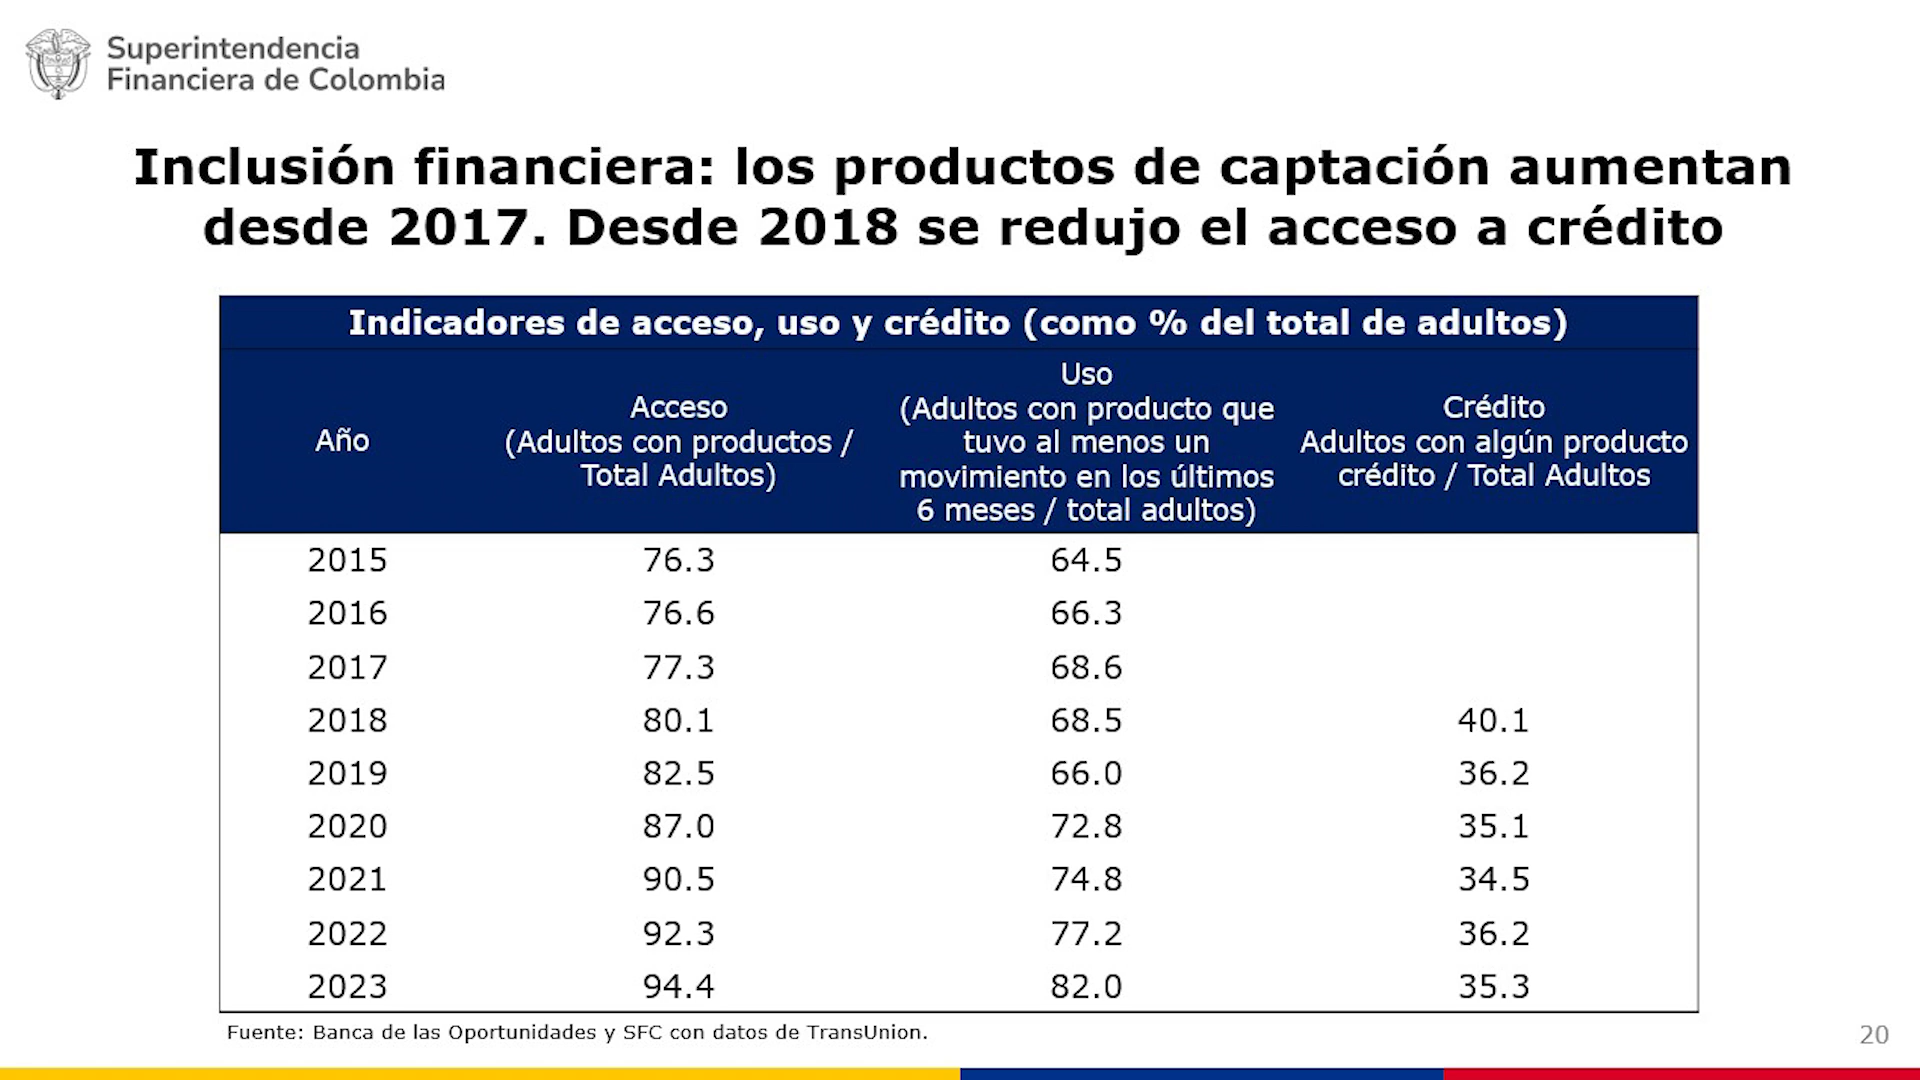 Superintendencia
Financiera de Colombia
Inclusión financiera: los productos de captación aumentan
desde 2017. Desde 2018 se redujo el acceso a crédito
Indicadores de acceso, uso y crédito (como % del total de adultos)
Año
Acceso
(Adultos con productos /
Total Adultos)
Uso
(Adultos con producto que
tuvo al menos un
movimiento en los últimos
6 meses / total adultos)
Crédito
Adultos con algún producto
crédito / Total Adultos
2015 76.3 64.5
2016 76.6 66.3
2017 77.3 68.6
2018 80.1 68.5 40.1
2019 82.5 66.0 36.2
2020 87.0 72.8 35.1
2021 90.5 74.8 34.5
2022 92.3 77.2 36.2
2023 94.4 82.0 35.3
Fuente: Banca de las Oportunidades y SFC con datos de TransUnion.
20